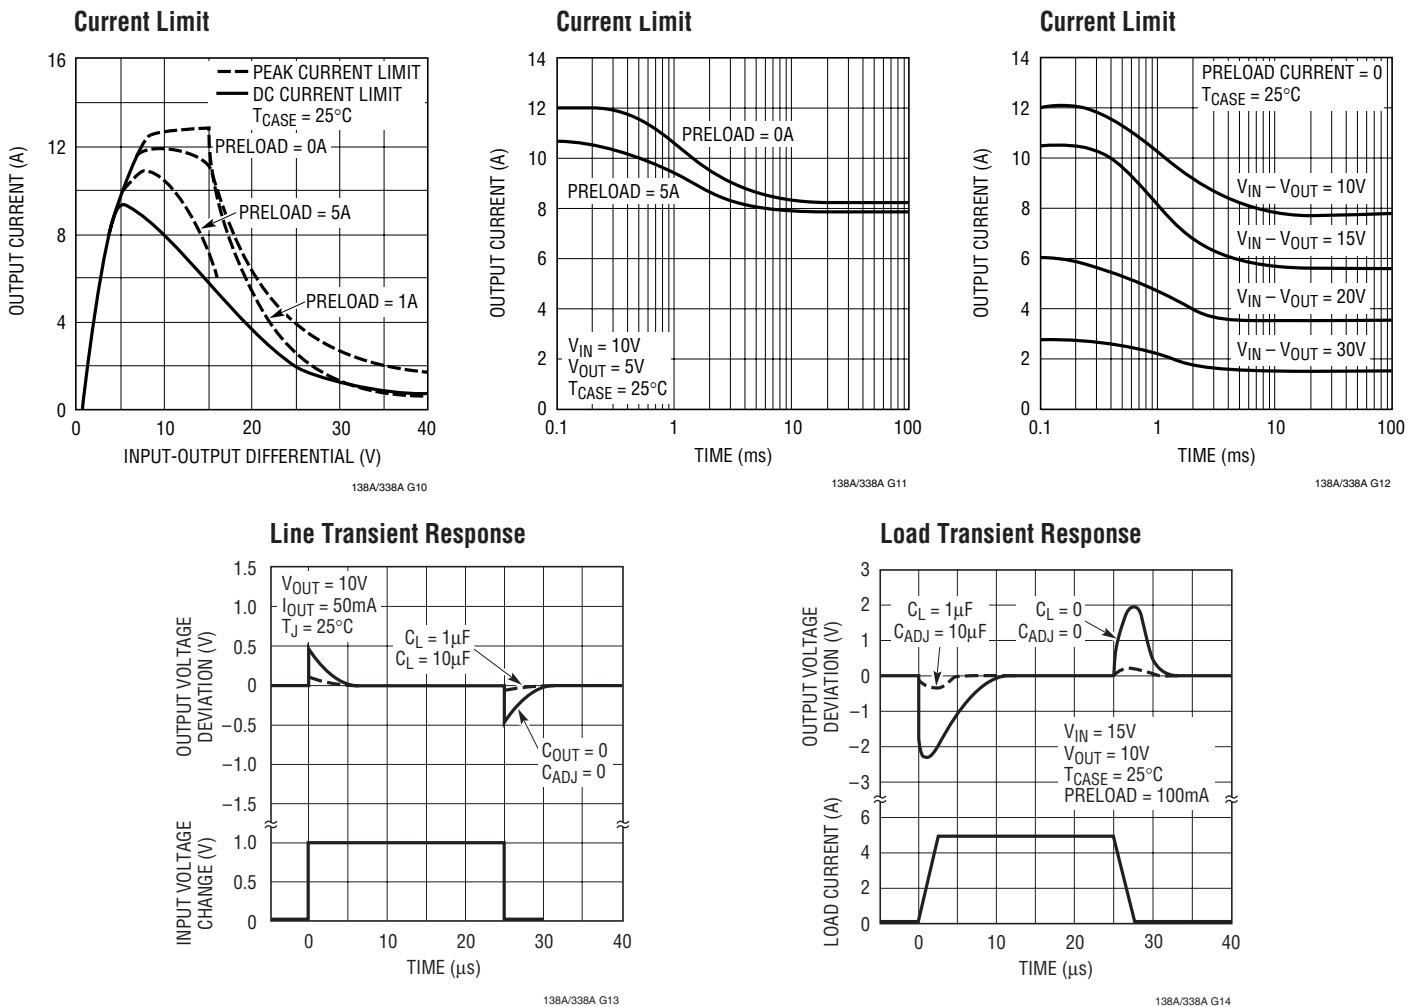 Current Limit
16
12
8
4
0
OUTPUT CURRENT (A)
PEAK CURRENT LIMIT
DC CURRENT LIMIT
TCASE = 25°C
PRELOAD = 0A
PRELOAD = 5A
PRELOAD = 1A
0 5 10 15 20 25 30 35 40
INPUT-OUTPUT DIFFERENTIAL (V)
138A/338A G10
Current Limit
14
12
10
8
6
4
2
0
OUTPUT CURRENT (A)
PRELOAD = 0A
PRELOAD = 5A
VIN = 10V
VOUT = 5V
TCASE = 25°C
0.1 1 10 100
TIME (ms)
138A/338A G11
Current Limit
14
12
10
8
6
4
2
0
OUTPUT CURRENT (A)
PRELOAD CURRENT = 0
TCASE = 25°C
VIN – VOUT = 10V
VIN – VOUT = 15V
VIN – VOUT = 20V
VIN – VOUT = 30V
0.1 1 10 100
TIME (ms)
138A/338A G12
Line Transient Response
1.5
1.0
0.5
0
–0.5
–1.0
–1.5
OUTPUT VOLTAGE
DEVIATION (V)
VOUT = 10V
IOUT = 50mA
TJ = 25°C
CL = 1µF
CL = 10µF
COUT = 0
CADJ = 0
1.0
0.5
0
INPUT VOLTAGE
CHANGE (V)
0 10 20 30 40
TIME (µs)
138A/338A G13
Load Transient Response
3
2
1
0
–1
–2
–3
OUTPUT VOLTAGE
DEVIATION (V)
CL = 1µF
CADJ = 10µF
CL = 0
CADJ = 0
VIN = 15V
VOUT = 10V
TCASE = 25°C
PRELOAD = 100mA
6
4
2
0
LOAD CURRENT (A)
0 10 20 30 40
TIME (µs)
138A/338A G14